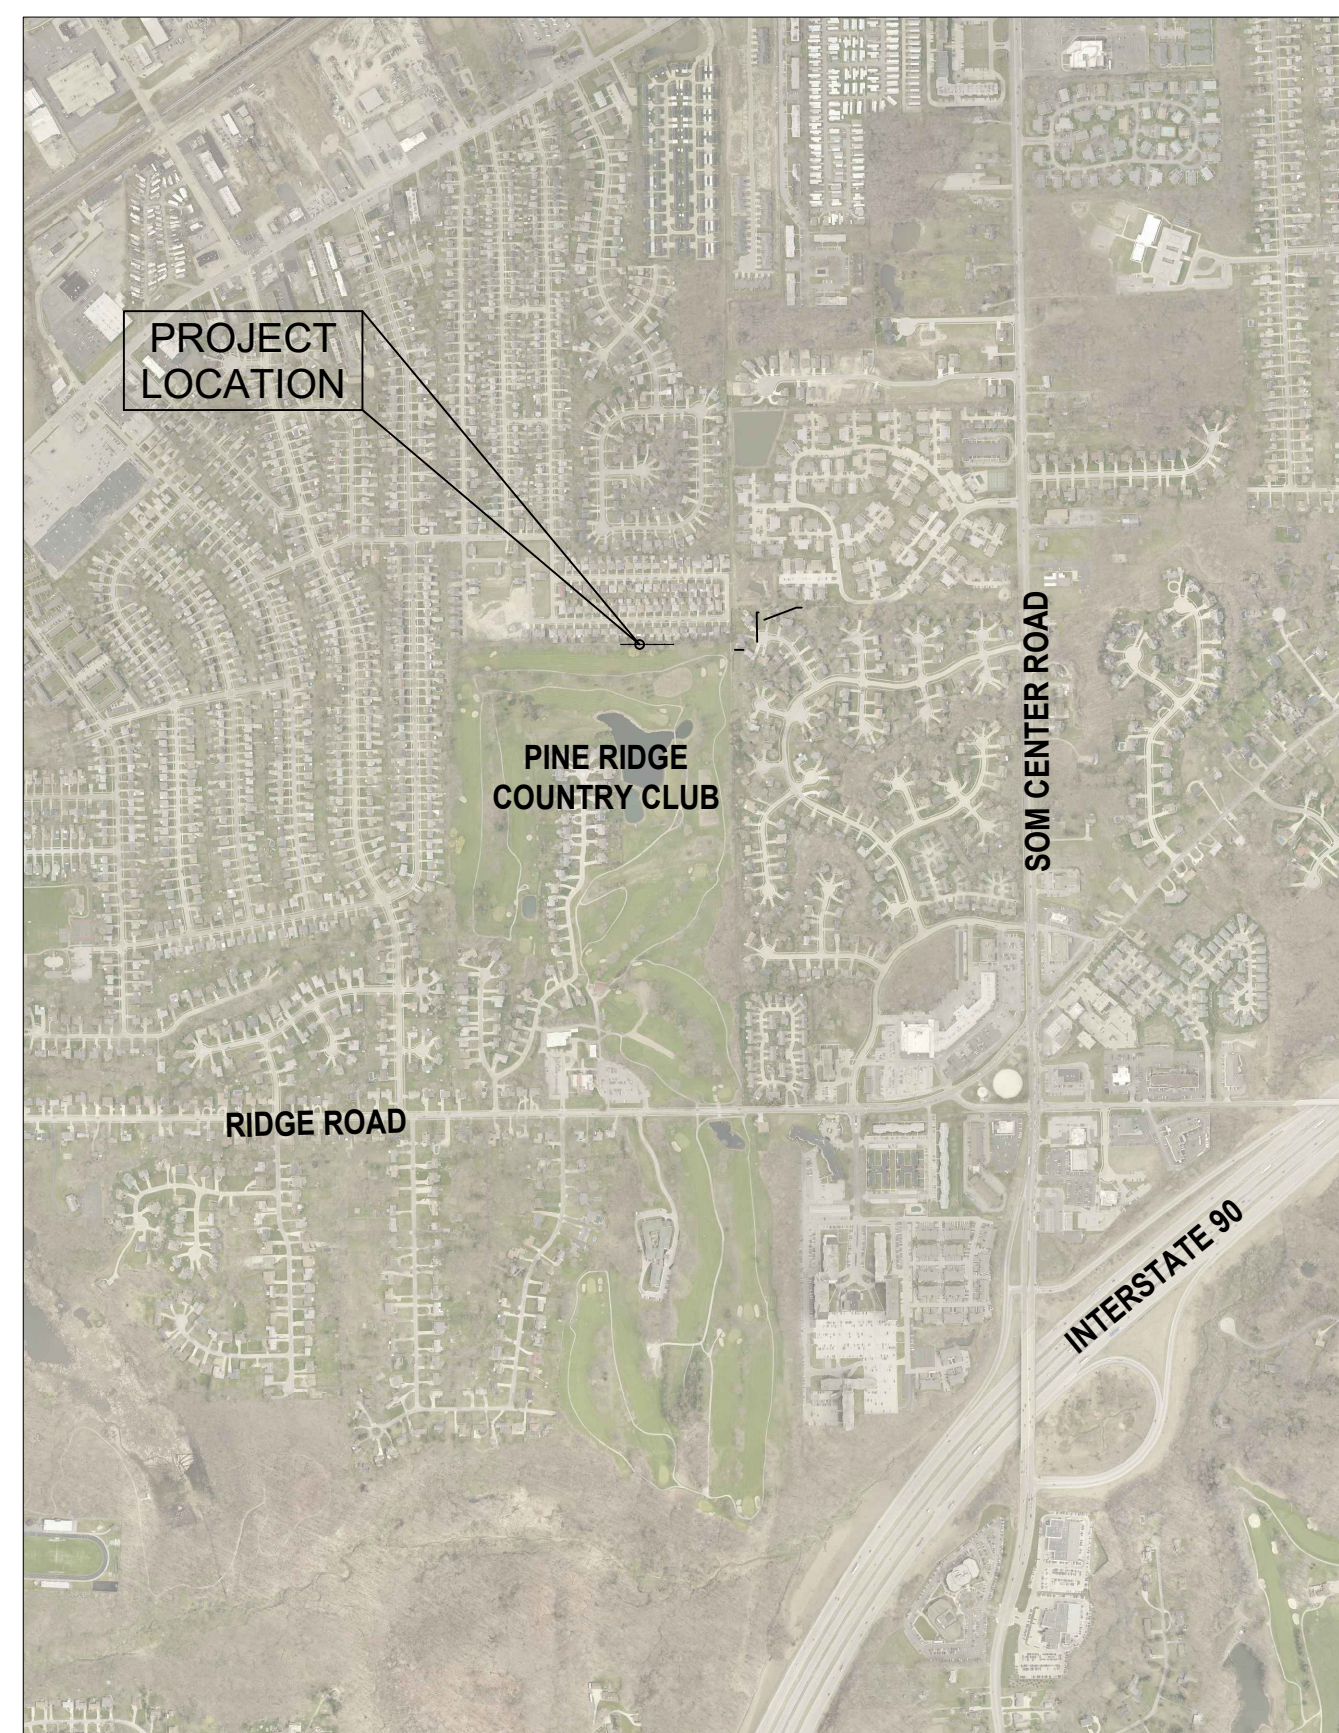 PROJECT
LOCATION
PINE RIDGE
COUNTRY CLUB
SOM CENTER ROAD
RIDGE ROAD
INTERSTATE 90